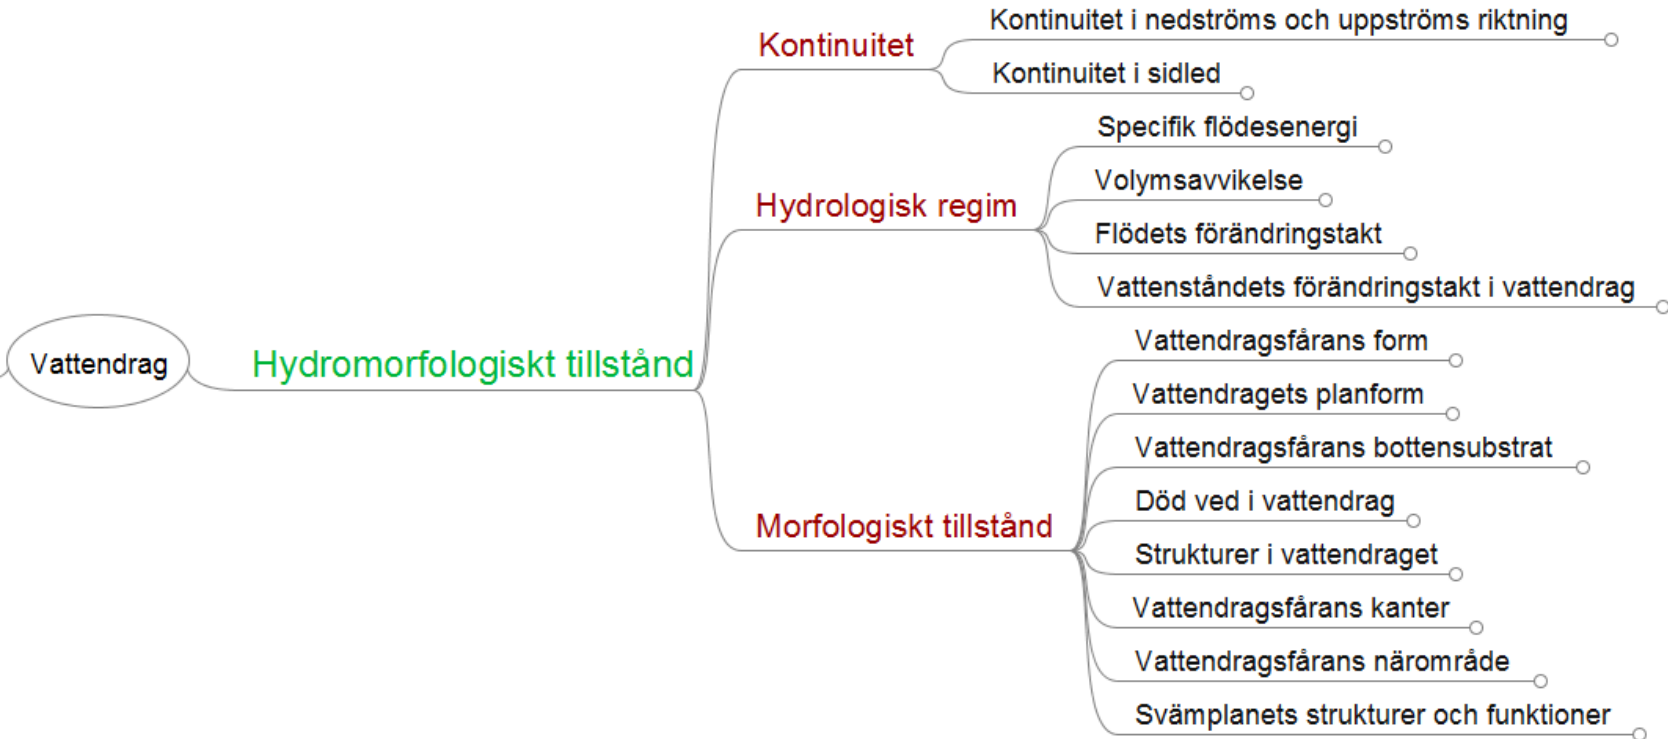 Vattendrag
Hydromorfologiskt tillstånd
Kontinuitet
Kontinuitet i nedströms och uppströms riktning
Kontinuitet i sidled
Hydrologisk regim
Specifik flödesenergi
Volymsavvikelse
Flödets förändringstakt
Vattenståndets förändringstakt i vattendrag
Morfologiskt tillstånd
Vattendragsfårans form
Vattendragets planform
Vattendragsfårans bottensubstrat
Död ved i vattendrag
Strukturer i vattendraget
Vattendragsfårans kanter
Vattendragsfårans närområde
Svämplanets strukturer och funktioner